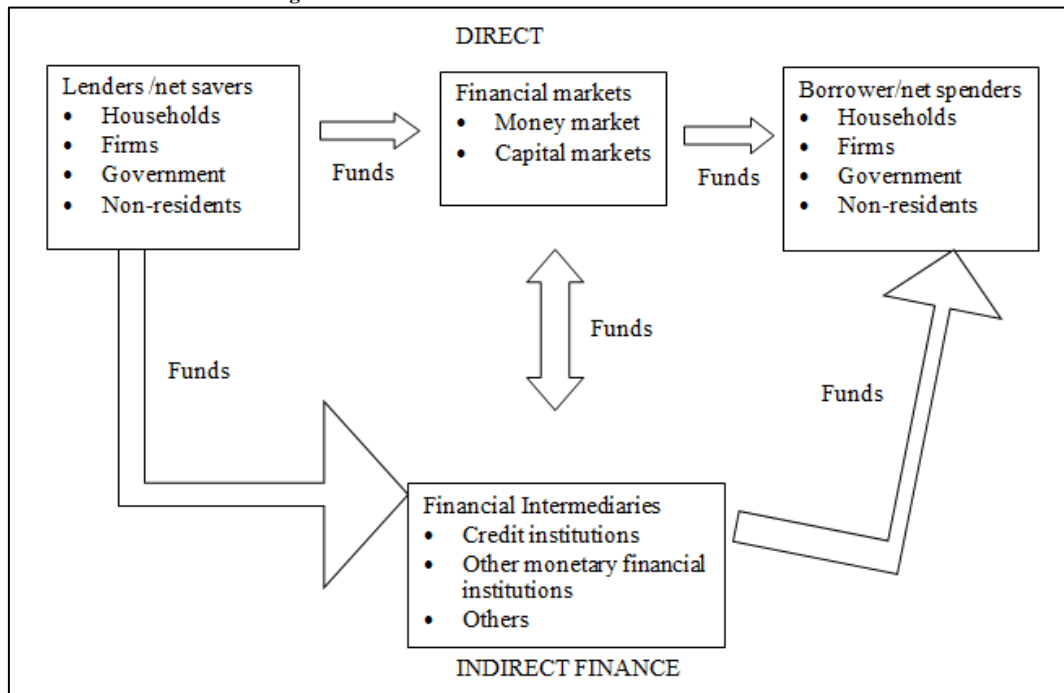 DIRECT
Lenders /net savers
• Households
• Firms
• Government
• Non-residents
Funds
Financial markets
• Money market
• Capital markets
Funds
Borrower/net spenders
• Households
• Firms
• Government
• Non-residents
Funds
Funds
Funds
Financial Intermediaries
• Credit institutions
• Other monetary financial
institutions
• Others
INDIRECT FINANCE